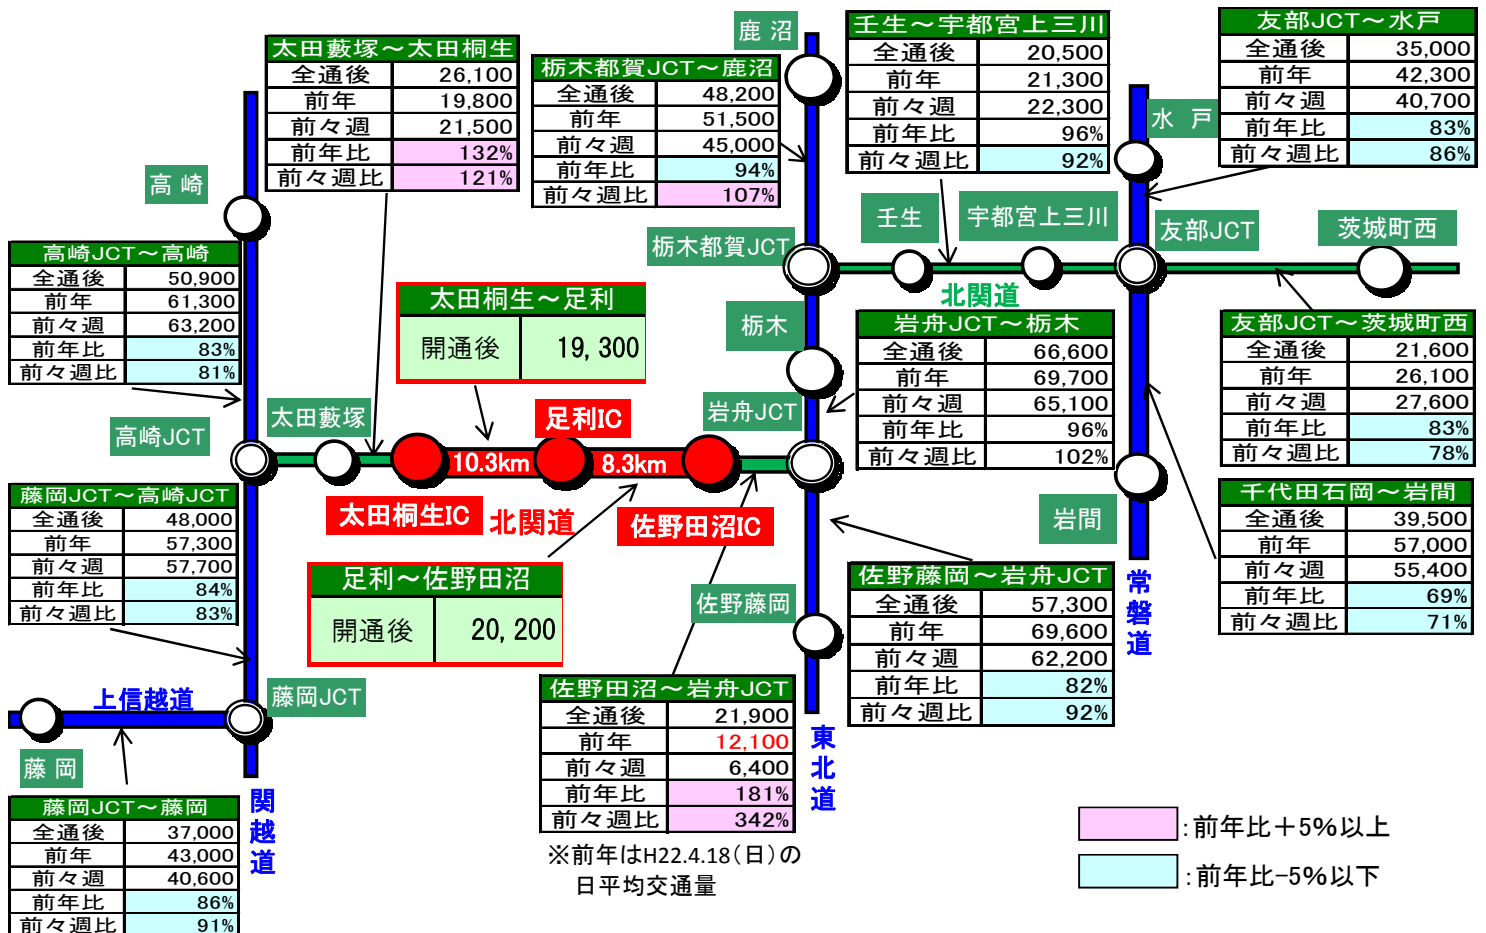 太田藪塚～太田桐生
全通後 26,100
前年 19,800
前々週 21,500
前年比 132%
前々週比 121%
栃木都賀JCT～鹿沼
全通後 48,200
前年 51,500
前々週 45,000
前年比 94%
前々週比 107%
鹿 沼
壬生～宇都宮上三川
全通後 20,500
前年 21,300
前々週 22,300
前年比 96%
前々週比 92%
友部JCT～水戸
全通後 35,000
前年 42,300
前々週 40,700
前年比 83%
前々週比 86%
水 戸
高 崎
高崎JCT～高崎
全通後 50,900
前年 61,300
前々週 63,200
前年比 83%
前々週比 81%
栃木都賀JCT
壬生
宇都宮上三川
友部JCT
茨城町西
北関道
太田桐生～足利
開通後 19,300
栃木
岩舟JCT～栃木
全通後 66,600
前年 69,700
前々週 65,100
前年比 96%
前々週比 102%
友部JCT～茨城町西
全通後 21,600
前年 26,100
前々週 27,600
前年比 83%
前々週比 78%
高崎JCT
太田藪塚
足利IC
岩舟JCT
10.3km
8.3km
太田桐生IC
北関道
佐野田沼IC
岩間
藤岡JCT～高崎JCT
全通後 48,000
前年 57,300
前々週 57,700
前年比 84%
前々週比 83%
千代田石岡～岩間
全通後 39,500
前年 57,000
前々週 55,400
前年比 69%
前々週比 71%
足利～佐野田沼
開通後 20,200
佐野藤岡
佐野藤岡～岩舟JCT
全通後 57,300
前年 69,600
前々週 62,200
前年比 82%
前々週比 92%
常磐道
上信越道
藤岡JCT
藤 岡
佐野田沼～岩舟JCT
全通後 21,900
前年 12,100
前々週 6,400
前年比 181%
前々週比 342%
東北道
関越道
藤岡JCT～藤岡
全通後 37,000
前年 43,000
前々週 40,600
前年比 86%
前々週比 91%
※前年はH22.4.18（日）の
日平均交通量
：前年比＋5%以上
：前年比−5%以下